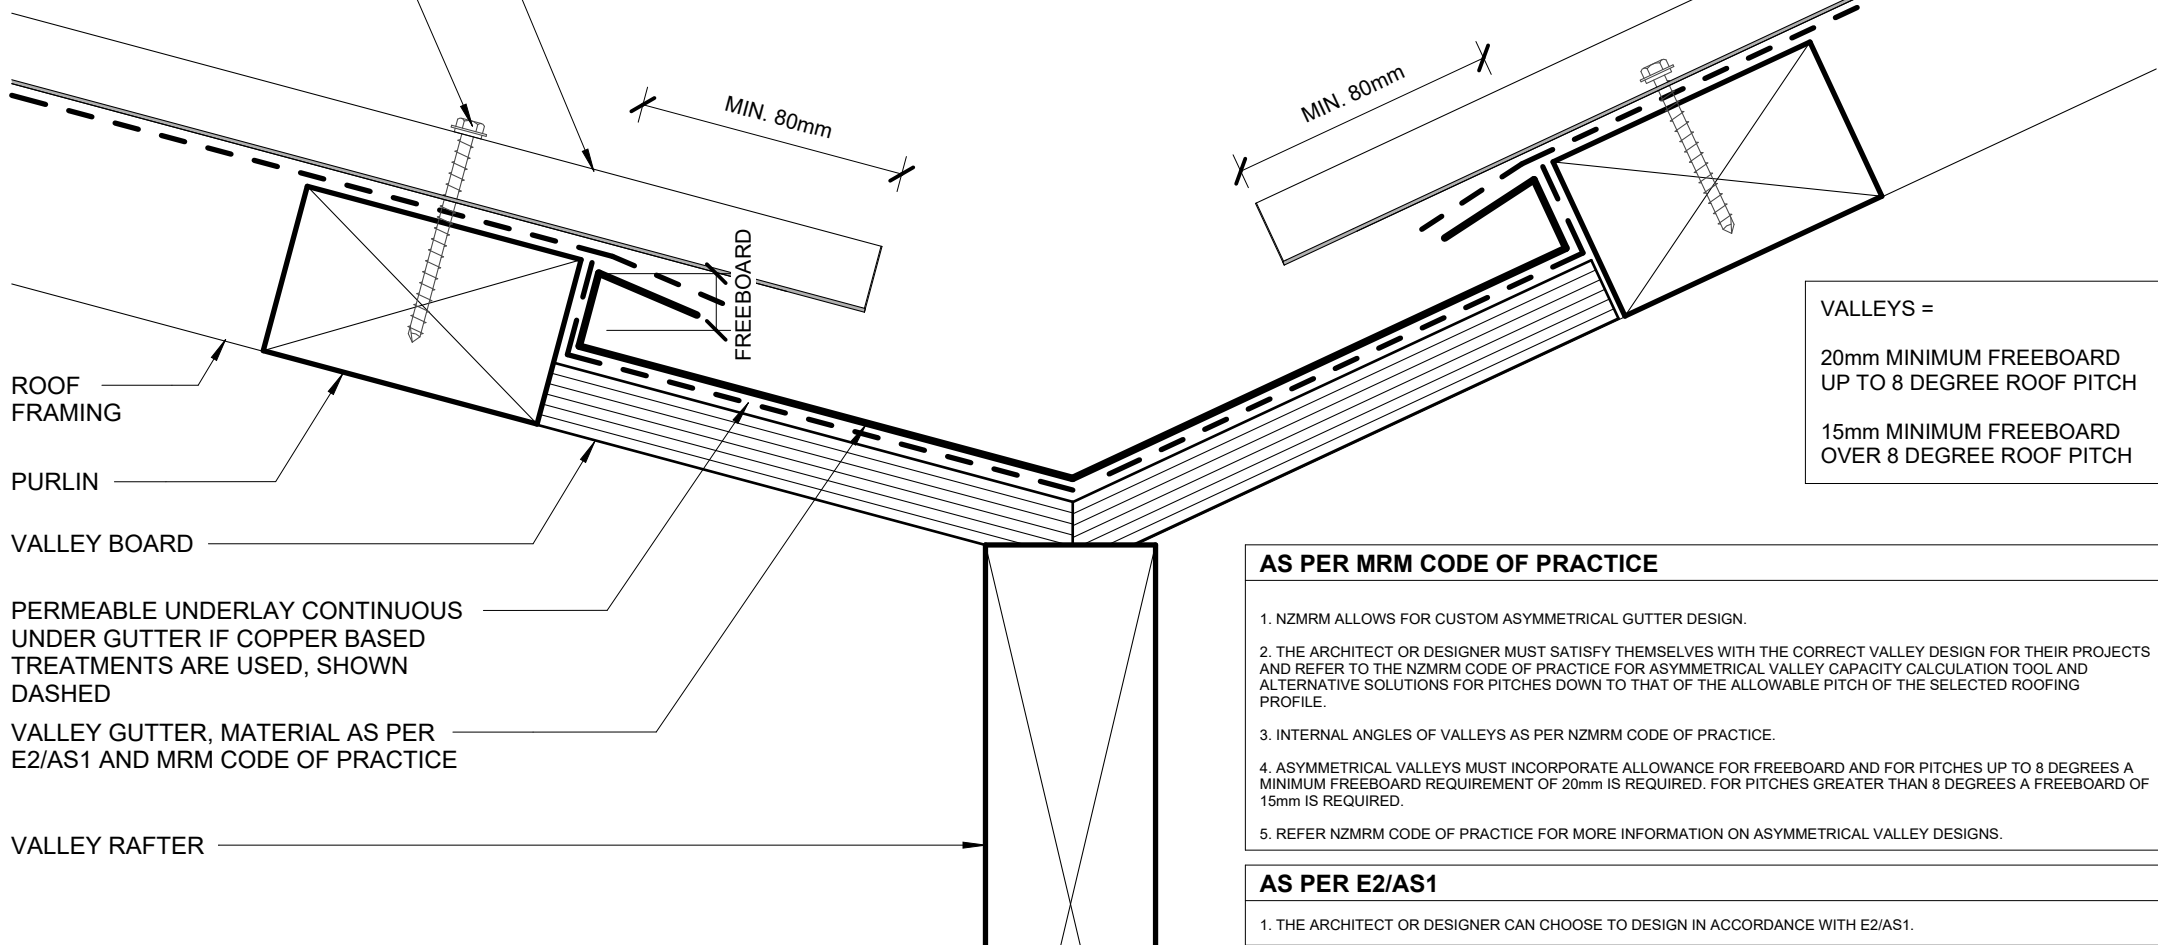 MIN. 80mm
MIN. 80mm
FREEBOARD
ROOF
FRAMING
PURLIN
VALLEY BOARD
PERMEABLE UNDERLAY CONTINUOUS
UNDER GUTTER IF COPPER BASED
TREATMENTS ARE USED, SHOWN
DASHED
VALLEY GUTTER, MATERIAL AS PER
E2/AS1 AND MRM CODE OF PRACTICE
VALLEY RAFTER
VALLEYS =
20mm MINIMUM FREEBOARD
UP TO 8 DEGREE ROOF PITCH
15mm MINIMUM FREEBOARD
OVER 8 DEGREE ROOF PITCH
AS PER MRM CODE OF PRACTICE
1. NZMRM ALLOWS FOR CUSTOM ASYMMETRICAL GUTTER DESIGN.
2. THE ARCHITECT OR DESIGNER MUST SATISFY THEMSELVES WITH THE CORRECT VALLEY DESIGN FOR THEIR PROJECTS
AND REFER TO THE NZMRM CODE OF PRACTICE FOR ASYMMETRICAL VALLEY CAPACITY CALCULATION TOOL AND
ALTERNATIVE SOLUTIONS FOR PITCHES DOWN TO THAT OF THE ALLOWABLE PITCH OF THE SELECTED ROOFING
PROFILE.
3. INTERNAL ANGLES OF VALLEYS AS PER NZMRM CODE OF PRACTICE.
4. ASYMMETRICAL VALLEYS MUST INCORPORATE ALLOWANCE FOR FREEBOARD AND FOR PITCHES UP TO 8 DEGREES A
MINIMUM FREEBOARD REQUIREMENT OF 20mm IS REQUIRED. FOR PITCHES GREATER THAN 8 DEGREES A FREEBOARD OF
15mm IS REQUIRED.
5. REFER NZMRM CODE OF PRACTICE FOR MORE INFORMATION ON ASYMMETRICAL VALLEY DESIGNS.
AS PER E2/AS1
1. THE ARCHITECT OR DESIGNER CAN CHOOSE TO DESIGN IN ACCORDANCE WITH E2/AS1.